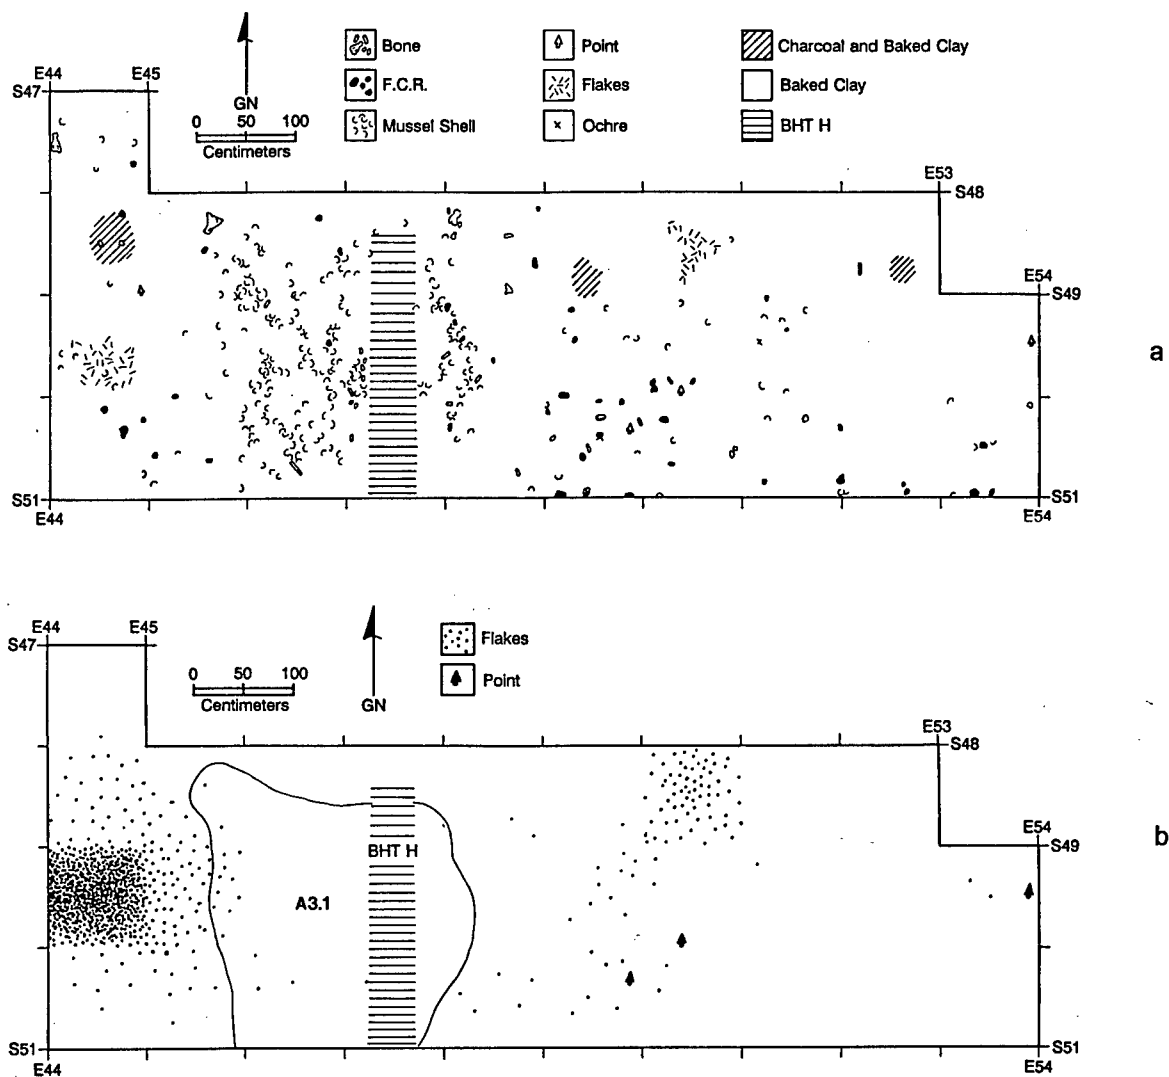 E44 E45
S47
GN
0 50 100
Centimeters
Bone
F.C.R.
Mussel Shell
Point
Flakes
Ochre
Charcoal and Baked Clay
Baked Clay
BHT H
E53
S48
E54
S49
a
S51
S51
E44
E54
E44 E45
S47
0 50 100
Centimeters
GN
Flakes
Point
E53
S48
E54
S49
b
BHT H
A3.1
S51
S51
E44
E54